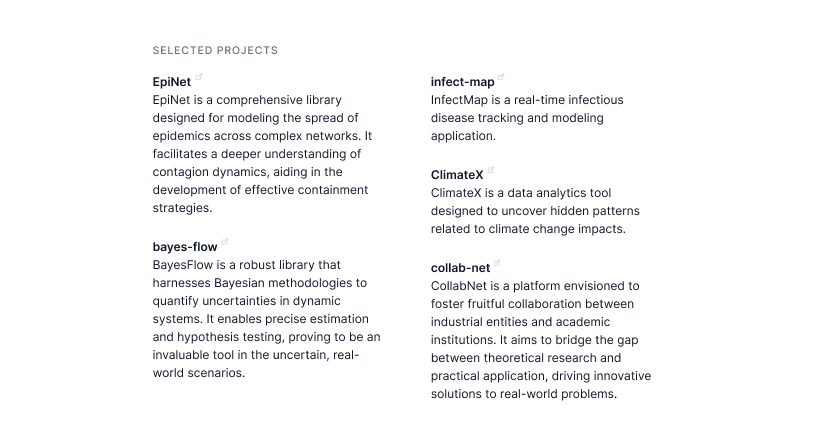 SELECTED PROJECTS
EpiNet
EpiNet is a comprehensive library
designed for modeling the spread of
epidemics across complex networks. It
facilitates a deeper understanding of
contagion dynamics, aiding in the
development of effective containment
strategies.
bayes-flow
BayesFlow is a robust library that
harnesses Bayesian methodologies to
quantify uncertainties in dynamic
systems. It enables precise estimation
and hypothesis testing, proving to be an
invaluable tool in the uncertain, real-
world scenarios.
infect-map
InfectMap is a real-time infectious
disease tracking and modeling
application.
ClimateX
ClimateX is a data analytics tool
designed to uncover hidden patterns
related to climate change impacts.
collab-net
CollabNet is a platform envisioned to
foster fruitful collaboration between
industrial entities and academic
institutions. It aims to bridge the gap
between theoretical research and
practical application, driving innovative
solutions to real-world problems.